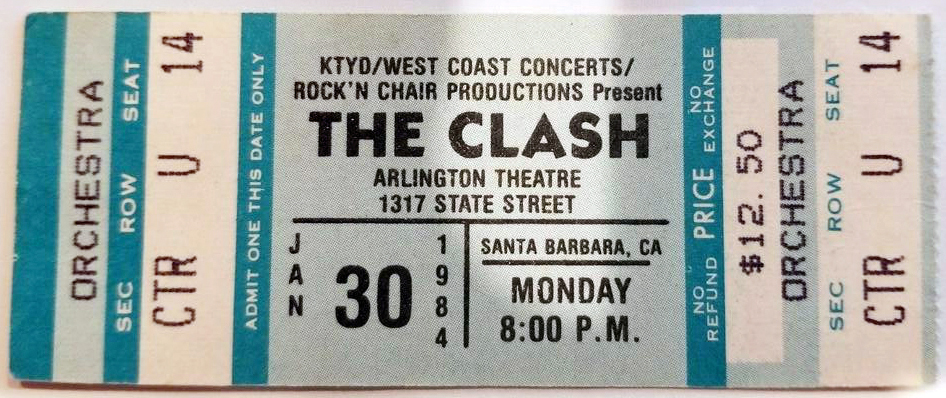 ORCHESTRA
SEC ROW SEAT
CTR U 14
ADMIT ONE THIS DATE ONLY
KTYD/WEST COAST CONCERTS/
ROCK'N CHAIR PRODUCTIONS Present
THE CLASH
ARLINGTON THEATRE
1317 STATE STREET
JAN
30
1984
SANTA BARBARA, CA
MONDAY
8:00 P.M.
NO REFUND
PRICE
NO EXCHANGE
$12.50
ORCHESTRA
SEC ROW SEAT
CTR U 14